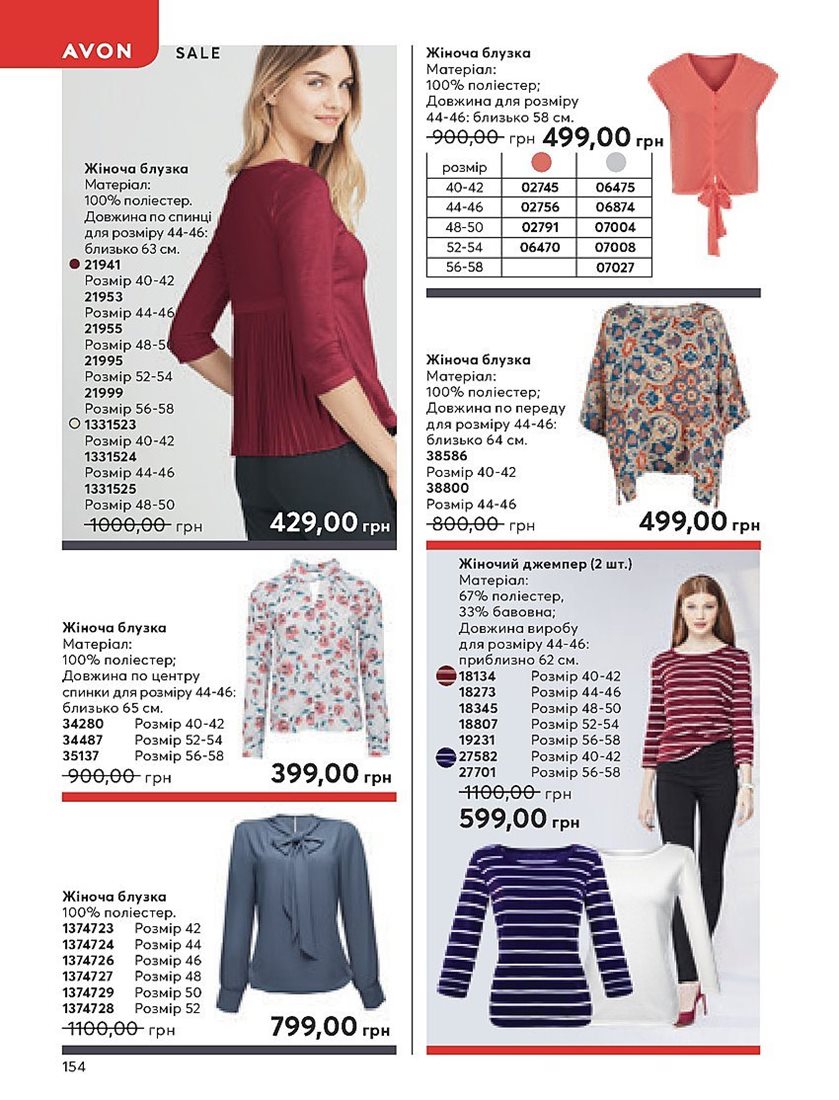 AVON
SALE
Жіноча блузка
Матеріал:
100% поліестер.
Довжина по спинці
для розміру 44-46:
близько 63 см.
21941
Розмір 40-42
21953
Розмір 44-46
21955
Розмір 48-50
21995
Розмір 52-54
21999
Розмір 56-58
1331523
Розмір 40-42
1331524
Розмір 44-46
1331525
Розмір 48-50
1000,00 грн
429,00 грн
Жіноча блузка
Матеріал:
100% поліестер;
Довжина по центру
спинки для розміру 44-46:
близько 65 см.
34280 Розмір 40-42
34487 Розмір 52-54
35137 Розмір 56-58
900,00 грн
399,00 грн
Жіноча блузка
100% поліестер.
1374723 Розмір 42
1374724 Розмір 44
1374726 Розмір 46
1374727 Розмір 48
1374729 Розмір 50
1374728 Розмір 52
1100,00 грн
799,00 грн
Жіноча блузка
Матеріал:
100% поліестер;
Довжина для розміру
44-46: близько 58 см.
900,00 грн 499,00 грн
розмір
40-42 02745 06475
44-46 02756 06874
48-50 02791 07004
52-54 06470 07008
56-58 07027
Жіноча блузка
Матеріал:
100% поліестер;
Довжина по переду
для розміру 44-46:
близько 64 см.
38586
Розмір 40-42
38800
Розмір 44-46
800,00 грн
499,00 грн
Жіночий джемпер (2 шт.)
Матеріал:
67% поліестер,
33% бавовна;
Довжина виробу
для розміру 44-46:
приблизно 62 см.
18134 Розмір 40-42
18273 Розмір 44-46
18345 Розмір 48-50
18807 Розмір 52-54
19231 Розмір 56-58
27582 Розмір 40-42
27701 Розмір 56-58
1100,00 грн
599,00 грн
154